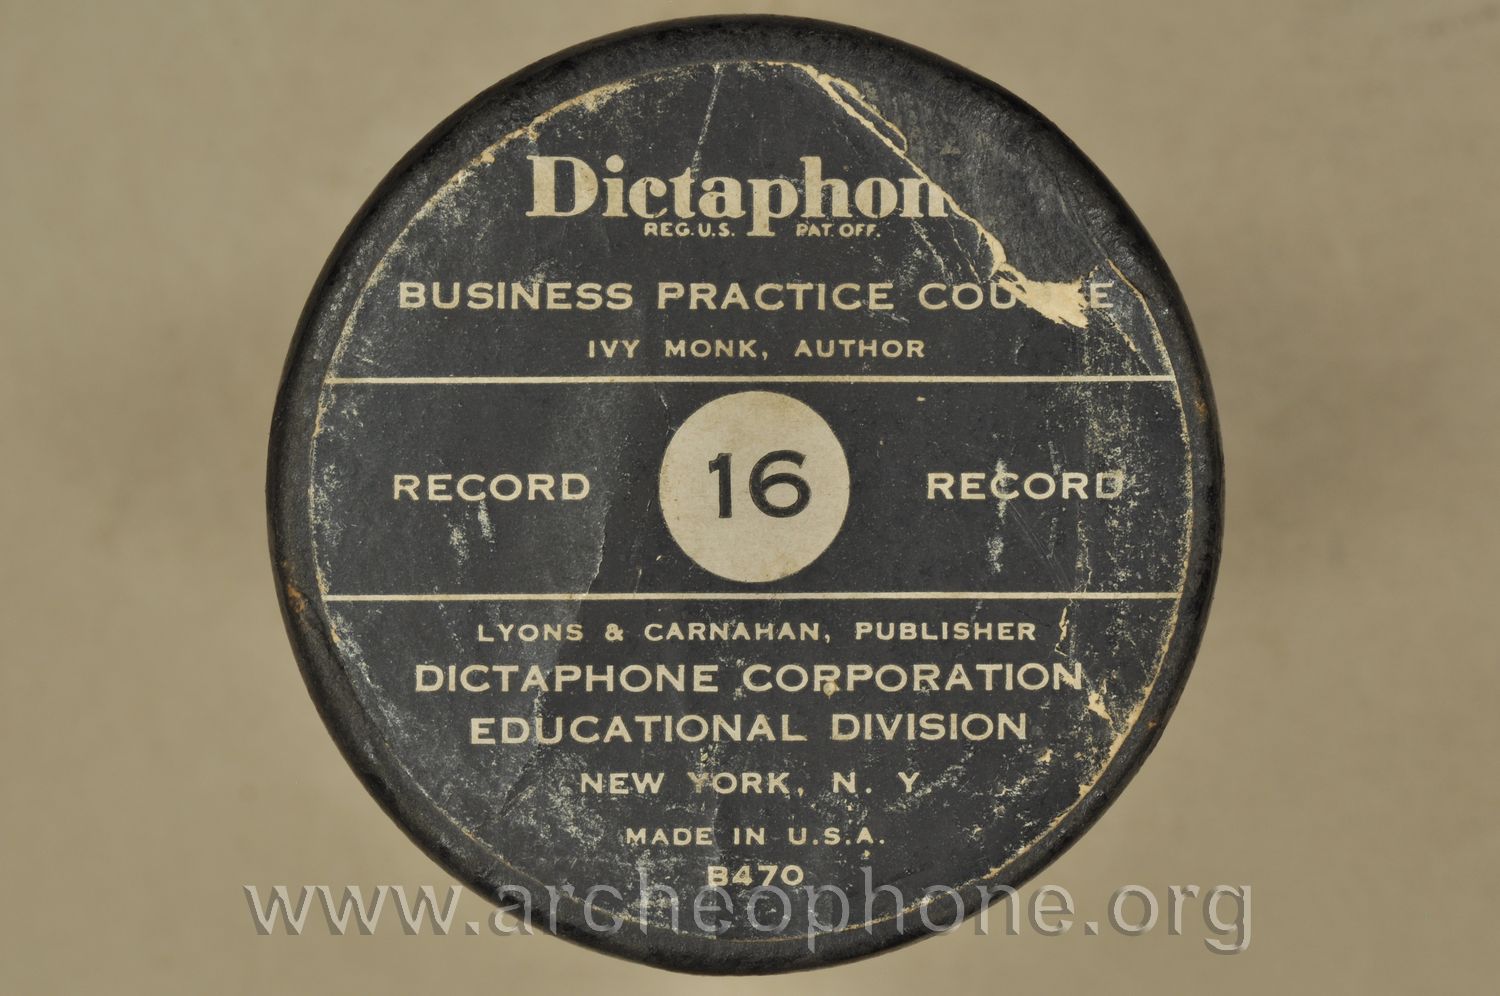 Dictaphon
REG. U.S. PAT. OFF.
BUSINESS PRACTICE COU E
IVY MONK, AUTHOR
RECORD 16 RECORD
LYONS & CARNAHAN, PUBLISHER
DICTAPHONE CORPORATION
EDUCATIONAL DIVISION
NEW YORK, N. Y
MADE IN U.S.A.
B470
www.archeophone.org